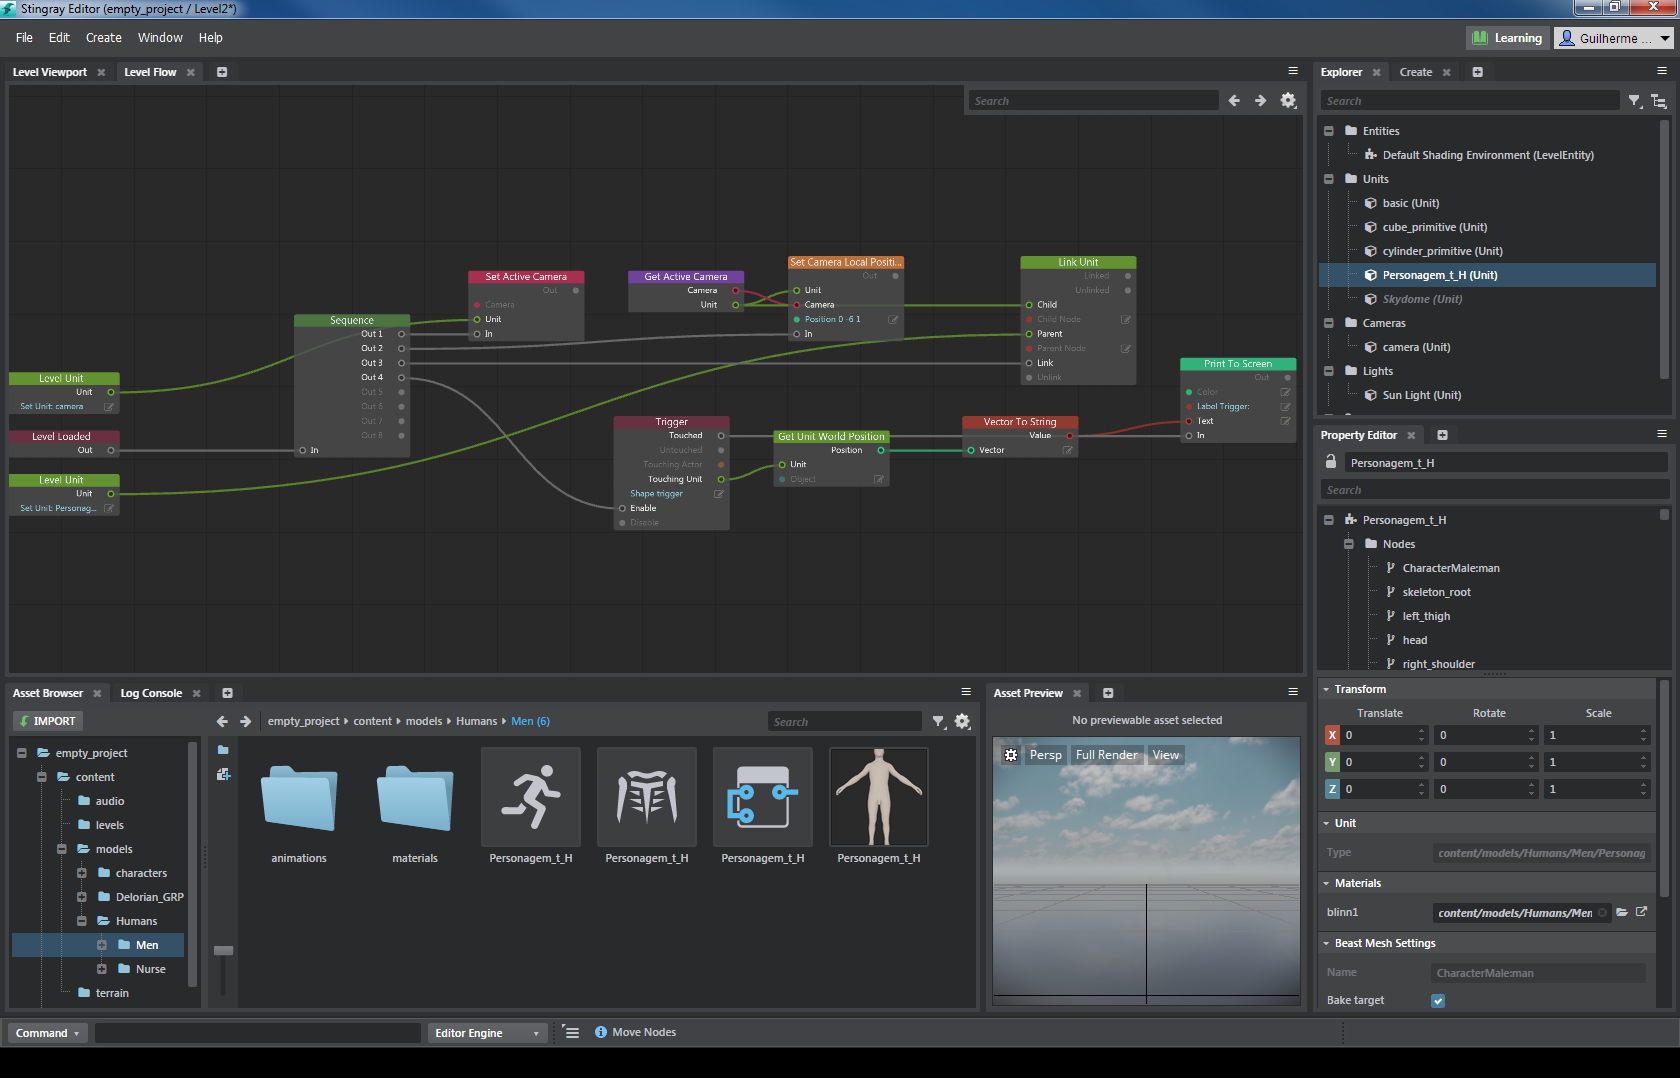 Stingray Editor (empty_project / Level2*)
File Edit Create Window Help
Learning
Guilherme ...
Level Viewport
Level Flow
Search
Set Active Camera
Out
Camera
Unit
In
Get Active Camera
Camera
Unit
Set Camera Local Positi...
Out
Unit
Camera
Position 0 -6 1
In
Link Unit
Linked
Unlinked
Child
Child Node
Parent
Parent Node
Link
Unlink
Sequence
Out 1
Out 2
Out 3
Out 4
Out 5
Out 6
Out 7
Out 8
In
Level Unit
Unit
Set Unit: camera
Level Loaded
Out
Level Unit
Unit
Set Unit: Personag...
Trigger
Touched
Untouched
Touching Actor
Touching Unit
Shape trigger
Enable
Disable
Get Unit World Position
Position
Unit
Object
Vector To String
Value
Vector
Print To Screen
Out
Color
Label Trigger:
Text
In
Explorer
Create
Search
Entities
Default Shading Environment (LevelEntity)
Units
basic (Unit)
cube_primitive (Unit)
cylinder_primitive (Unit)
Personagem_t_H (Unit)
Skydome (Unit)
Cameras
camera (Unit)
Lights
Sun Light (Unit)
Property Editor
Personagem_t_H
Search
Personagem_t_H
Nodes
CharacterMale:man
skeleton_root
left_thigh
head
right_shoulder
Transform
Translate Rotate Scale
X 0 0 1
Y 0 0 1
Z 0 0 1
Unit
Type content/models/Humans/Men/Personag
Materials
blinn1 content/models/Humans/Men
Beast Mesh Settings
Name CharacterMale:man
Bake target
Asset Browser
Log Console
IMPORT
empty_project content models Humans Men (6)
Search
empty_project
content
audio
levels
models
characters
Delorian_GRP
Humans
Men
Nurse
terrain
animations
materials
Personagem_t_H
Personagem_t_H
Personagem_t_H
Personagem_t_H
Asset Preview
No previewable asset selected
Persp Full Render View
Command
Editor Engine
Move Nodes